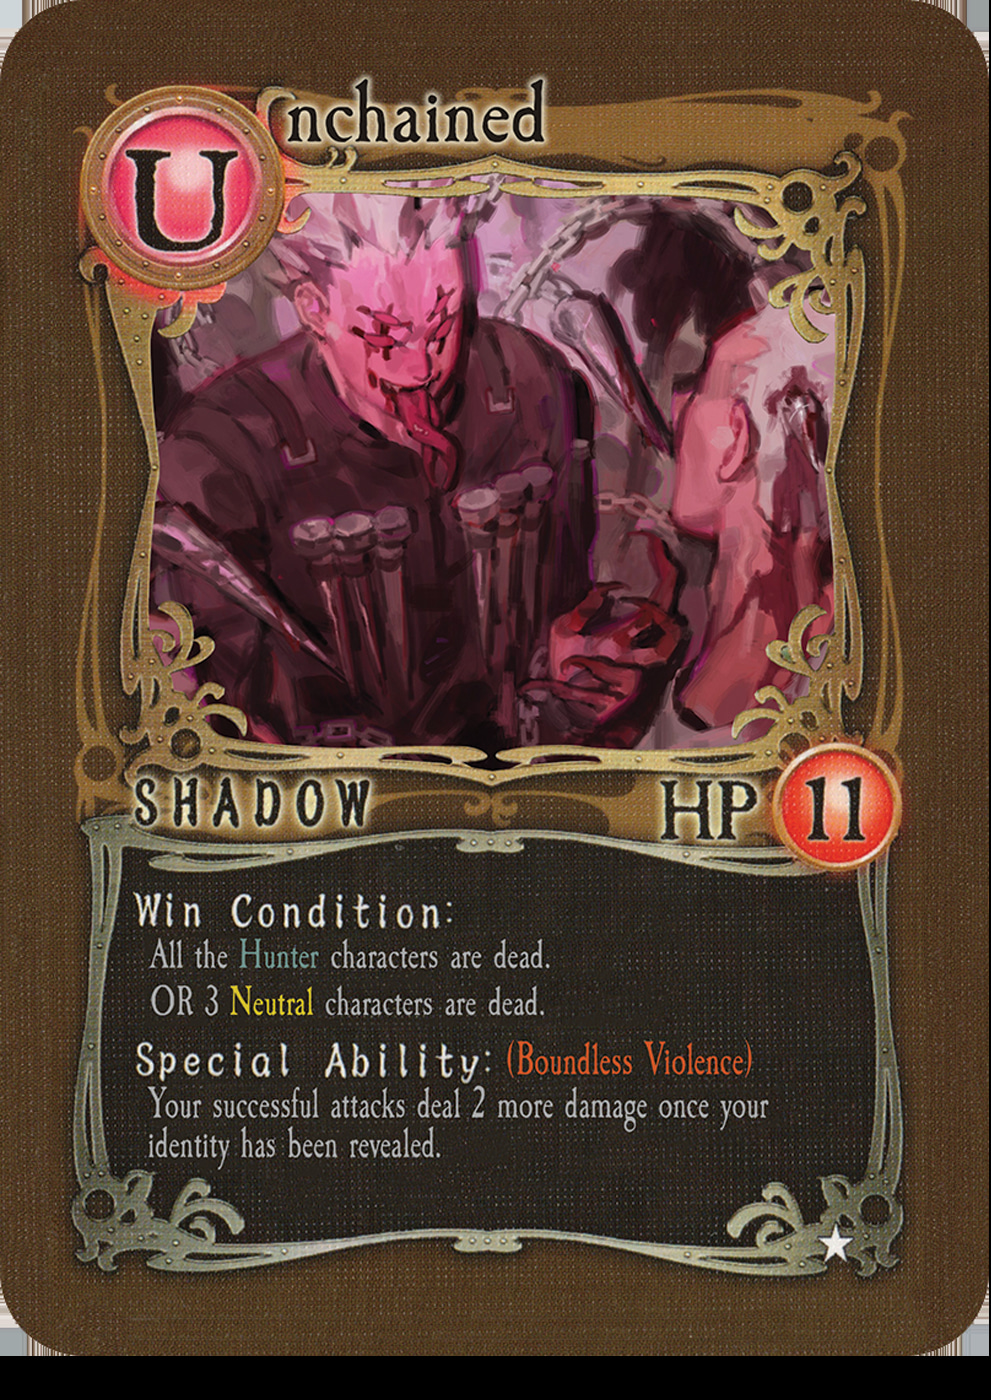 Unchained
SHADOW
HP 11
Win Condition:
All the Hunter characters are dead.
OR 3 Neutral characters are dead.
Special Ability: (Boundless Violence)
Your successful attacks deal 2 more damage once your
identity has been revealed.